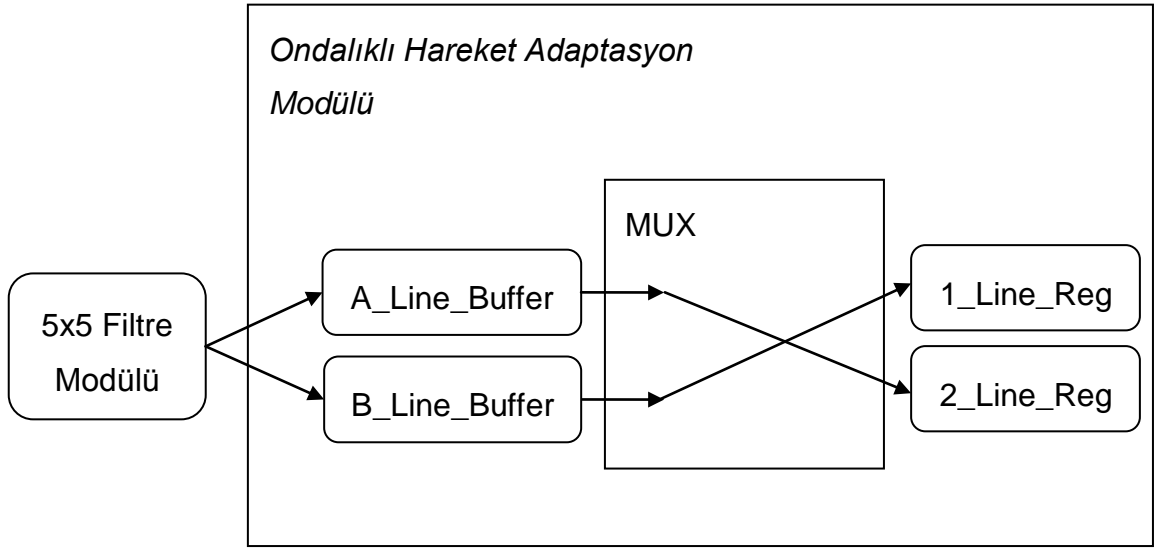 Ondalıklı Hareket Adaptasyon
Modülü
MUX
5x5 Filtre
Modülü
A_Line_Buffer
B_Line_Buffer
1_Line_Reg
2_Line_Reg